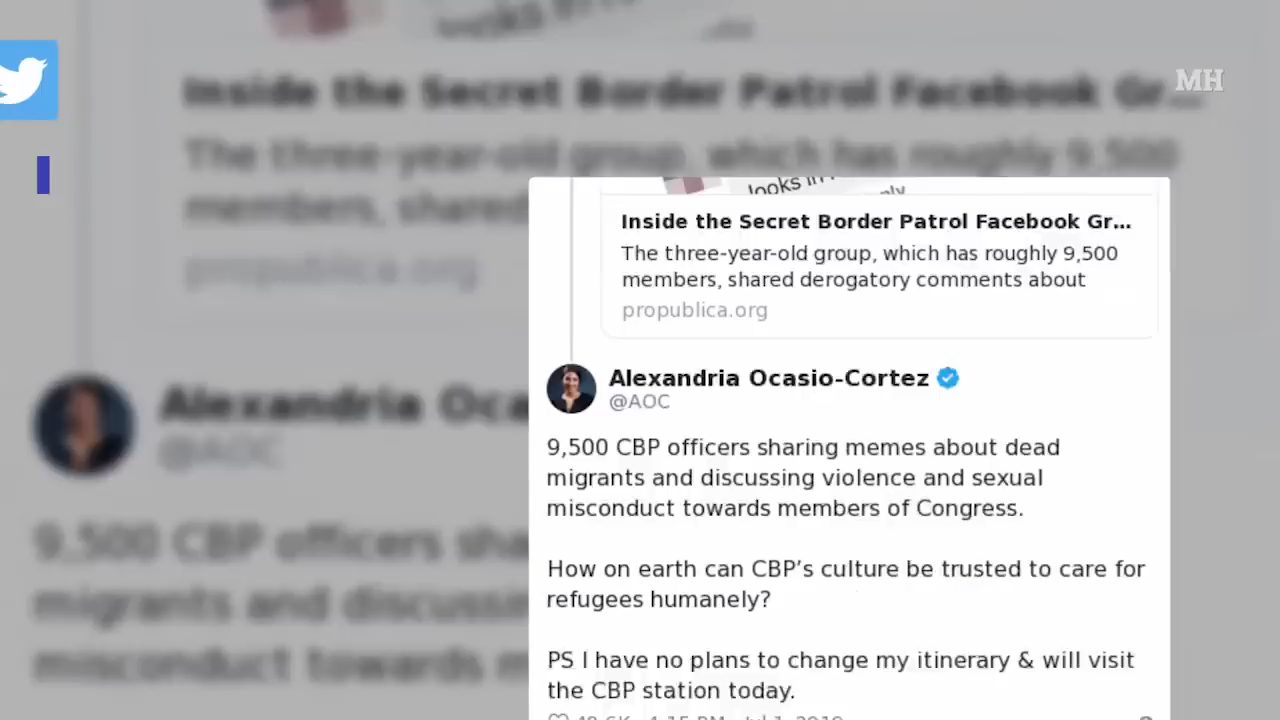 MH
Inside the Secret Border Patrol Facebook Gr...
The three-year-old group, which has roughly 9,500
members, shared
propublica.org
looks in
Inside the Secret Border Patrol Facebook Gr...
The three-year-old group, which has roughly 9,500
members, shared derogatory comments about
propublica.org
Alexandria Oca
@AOC
Alexandria Ocasio-Cortez
@AOC
9,500 CBP officers sha
migrants and discussin
misconduct towards m
9,500 CBP officers sharing memes about dead
migrants and discussing violence and sexual
misconduct towards members of Congress.
How on earth can CBP’s culture be trusted to care for
refugees humanely?
PS I have no plans to change my itinerary & will visit
the CBP station today.